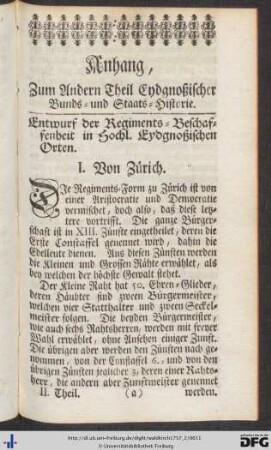 Anhang,
Zum Andern Theil Eydgnoßischer
Bunds- und Staats-Historie.
Entwurf der Regiments-Beschaf-
fenheit in Hochl. Eydgnoßischen
Orten.
I. Von Zürich.
DIe Regiments-Form zu Zürich ist von
einer Aristocratie und Democratie
vermischet, doch also, daß diese letz-
tere vortrifft. Die ganze Bürger-
schaft ist in XIII. Zünfte eingetheilet, deren die
Erste Constaffel genennet wird, dahin die
Edelleute dienen. Aus diesen Zünften werden
die Kleinen und Grossen Rähte erwählet, als
bey welchen der höchste Gewalt stehet.
Der Kleine Raht hat 50. Ehren-Glieder,
deren Häubter sind zween Bürgermeister,
welchen vier Statthalter und zween Seckel-
meister folgen. Die beyden Bürgermeister,
wie auch sechs Rahtsherren, werden mit freyer
Wahl erwählet, ohne Ansehen einiger Zunft.
Die übrigen aber werden den Zünften nach ge-
nommen, von der Constaffel 6. und von den
übrigen Zünften jeglicher 3. deren einer Rahts-
herr, die andern aber Zunftmeister genennet
II. Theil. (a) werden.
http://dl.ub.uni-freiburg.de/diglit/waldkirch1757_2/0611
© Universitätsbibliothek Freiburg
gefördert durch die
DFG